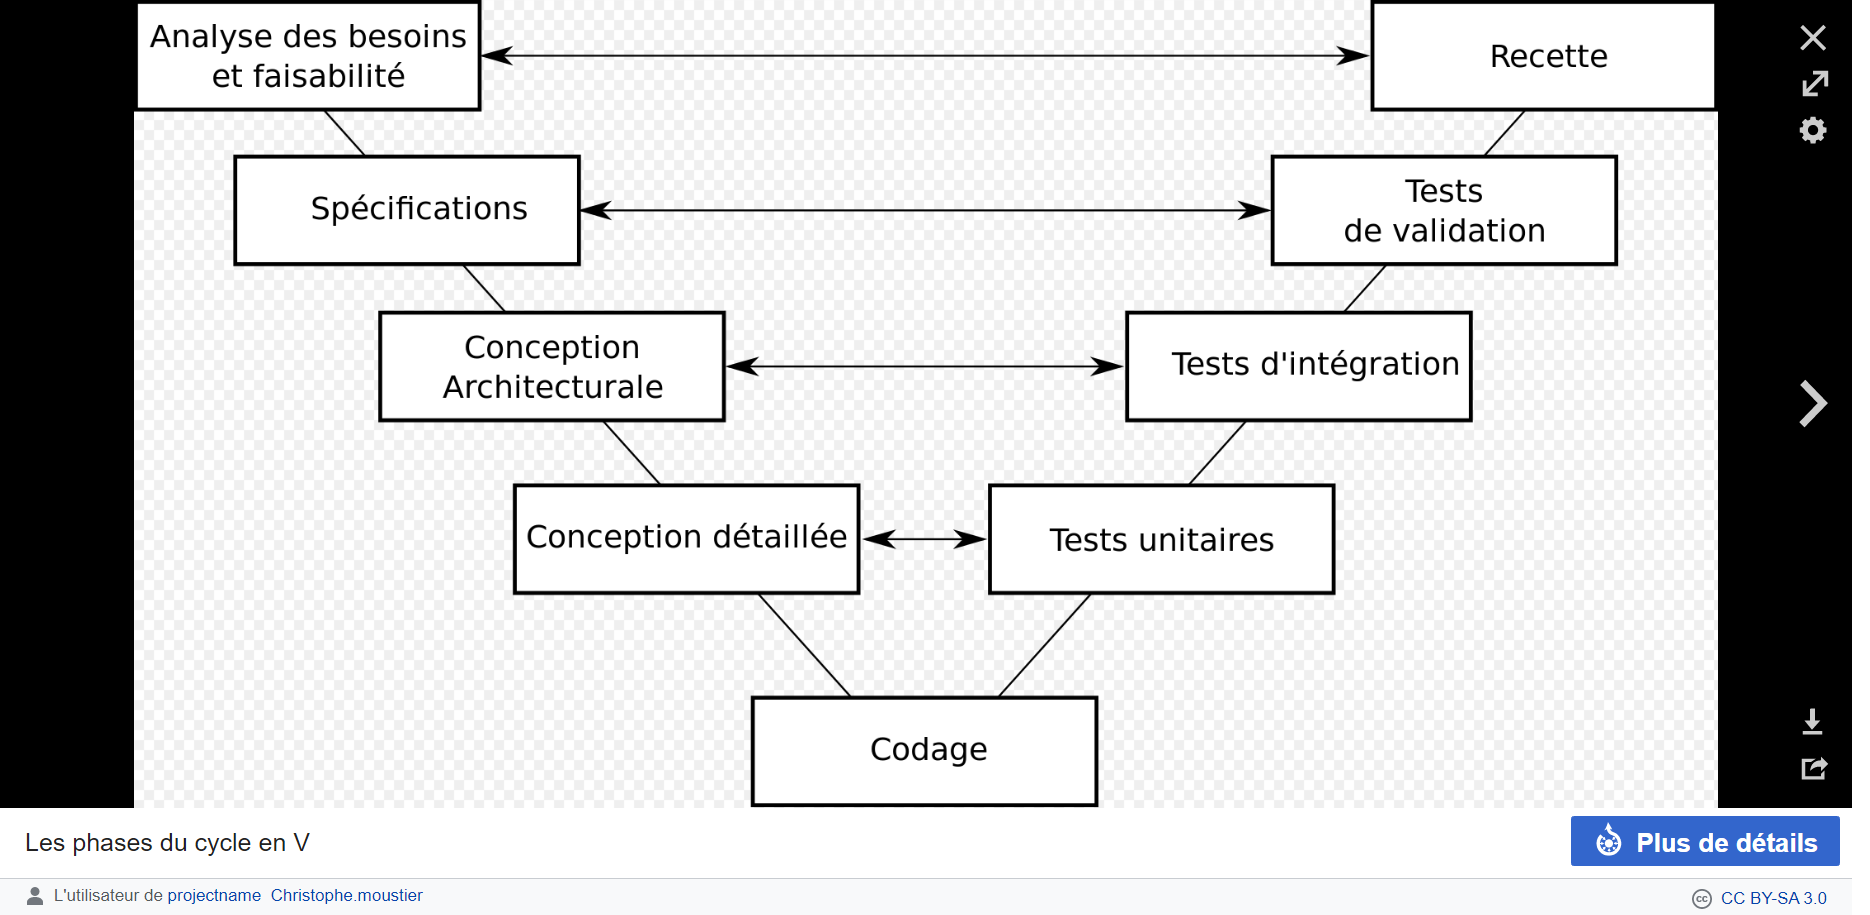 Analyse des besoins
et faisabilité
Recette
Spécifications
Tests
de validation
Conception
Architecturale
Tests d'intégration
Conception détaillée
Tests unitaires
Codage
Les phases du cycle en V
Plus de détails
L'utilisateur de projectname Christophe.moustier
cc CC BY-SA 3.0